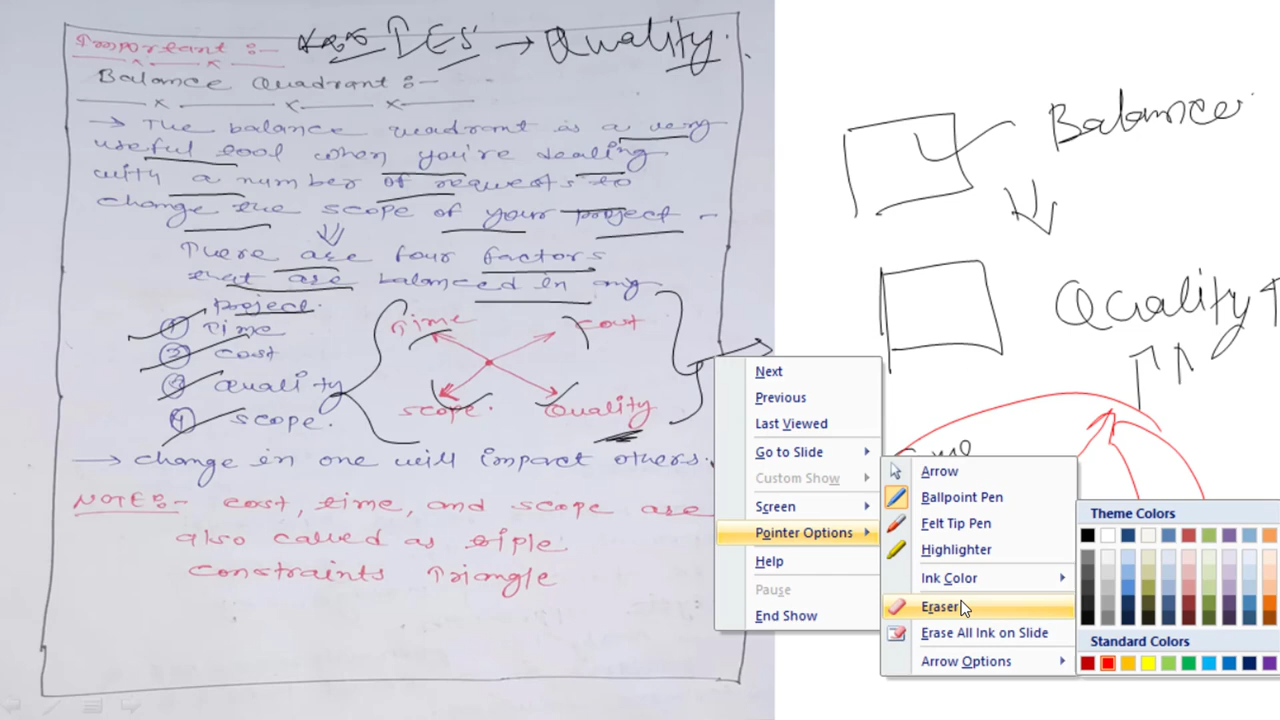 Important :- DES → Quality.
Balance Quadrant :-
→ The balance quadrant is a very
useful tool when you're dealing
with a number of requests to
change the scope of your project -
There are four factors
that are balanced in any
project.
① Time
② cost
③ Quality
④ scope.
Time cost
scope. Quality
→ change in one will impact others.
NOTE:- cost, time, and scope are
also called as triple
constraints Triangle
Balance
Quality ↑
Next
Previous
Last Viewed
Go to Slide
Custom Show
Screen
Pointer Options
Help
Pause
End Show
Arrow
Ballpoint Pen
Felt Tip Pen
Highlighter
Ink Color
Eraser
Erase All Ink on Slide
Arrow Options
Theme Colors
Standard Colors